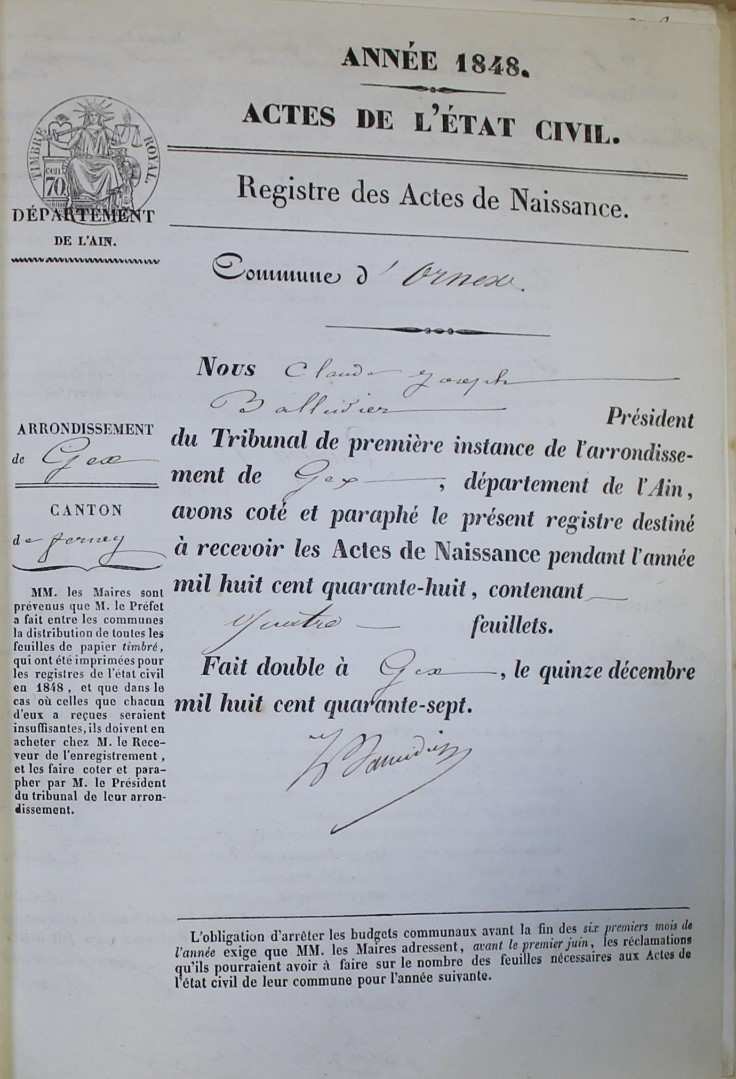 ANNÉE 1848.
ACTES DE L'ÉTAT CIVIL.
TIMBRE ROYAL
cen
70
DÉPARTEMENT
DE L'AIN.
Registre des Actes de Naissance.
Commune d'Ornex.
Nous Claude Joseph
Président
du Tribunal de première instance de l'arrondisse-
ment de Gex, département de l'Ain,
avons coté et paraphé le présent registre destiné
à recevoir les Actes de Naissance pendant l'année
mil huit cent quarante-huit, contenant
feuillets.
Fait double à Gex, le quinze décembre
mil huit cent quarante-sept.
ARRONDISSEMENT
de Gex
CANTON
de ferney
MM. les Maires sont
prévenus que M. le Préfet
a fait entre les communes
la distribution de toutes les
feuilles de papier timbré,
qui ont été imprimées pour
les registres de l'état civil
en 1848, et que dans le
cas où celles que chacun
d'eux a reçues seraient
insuffisantes, ils doivent en
acheter chez M. le Rece-
veur de l'enregistrement,
et les faire coter et para-
pher par M. le Président
du tribunal de leur arron-
dissement.
L'obligation d'arrêter les budgets communaux avant la fin des six premiers mois de
l'année exige que MM. les Maires adressent, avant le premier juin, les réclamations
qu'ils pourraient avoir à faire sur le nombre des feuilles nécessaires aux Actes de
l'état civil de leur commune pour l'année suivante.